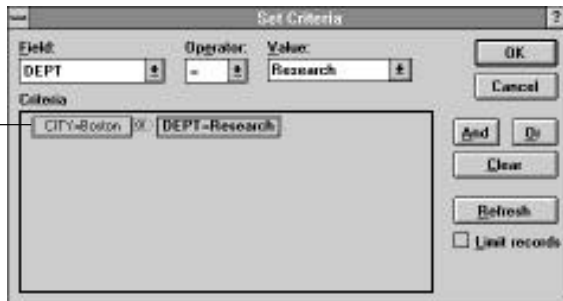 Set Criteria ?
Field: Operator: Value:
DEPT = Research
OK
Cancel
Criteria
CITY=Boston OR DEPT=Research
And Or
Clear
Refresh
Limit records